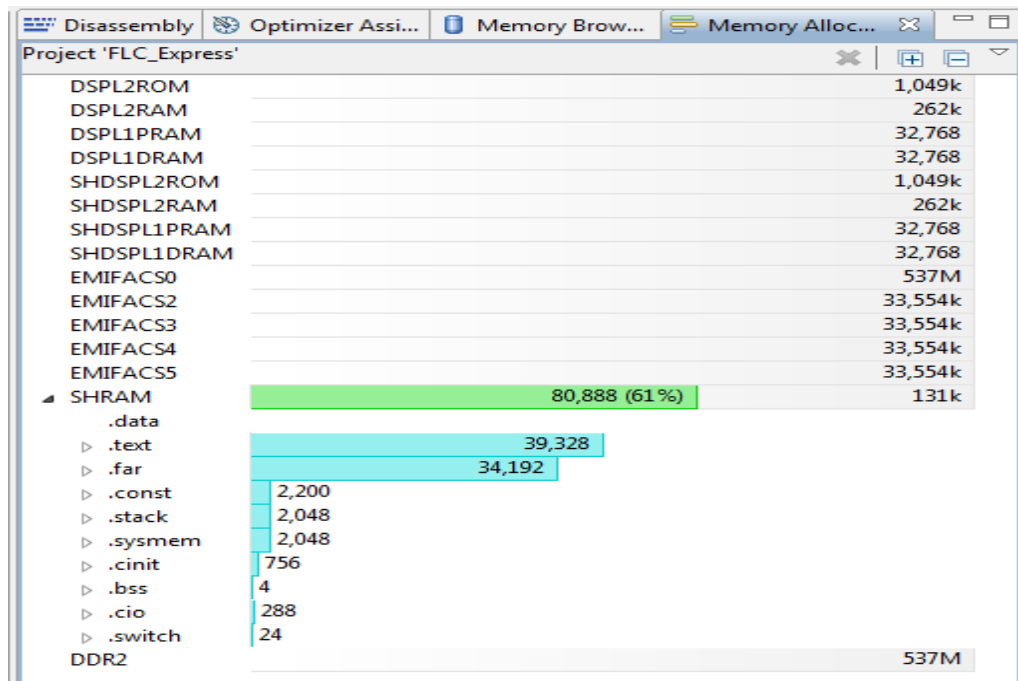 Disassembly Optimizer Assi... Memory Brow... Memory Alloc...
Project 'FLC_Express'
DSPL2ROM 1,049k
DSPL2RAM 262k
DSPL1PRAM 32,768
DSPL1DRAM 32,768
SHDSPL2ROM 1,049k
SHDSPL2RAM 262k
SHDSPL1PRAM 32,768
SHDSPL1DRAM 32,768
EMIFACS0 537M
EMIFACS2 33,554k
EMIFACS3 33,554k
EMIFACS4 33,554k
EMIFACS5 33,554k
SHRAM 80,888 (61%) 131k
.data
.text 39,328
.far 34,192
.const 2,200
.stack 2,048
.sysmem 2,048
.cinit 756
.bss 4
.cio 288
.switch 24
DDR2 537M